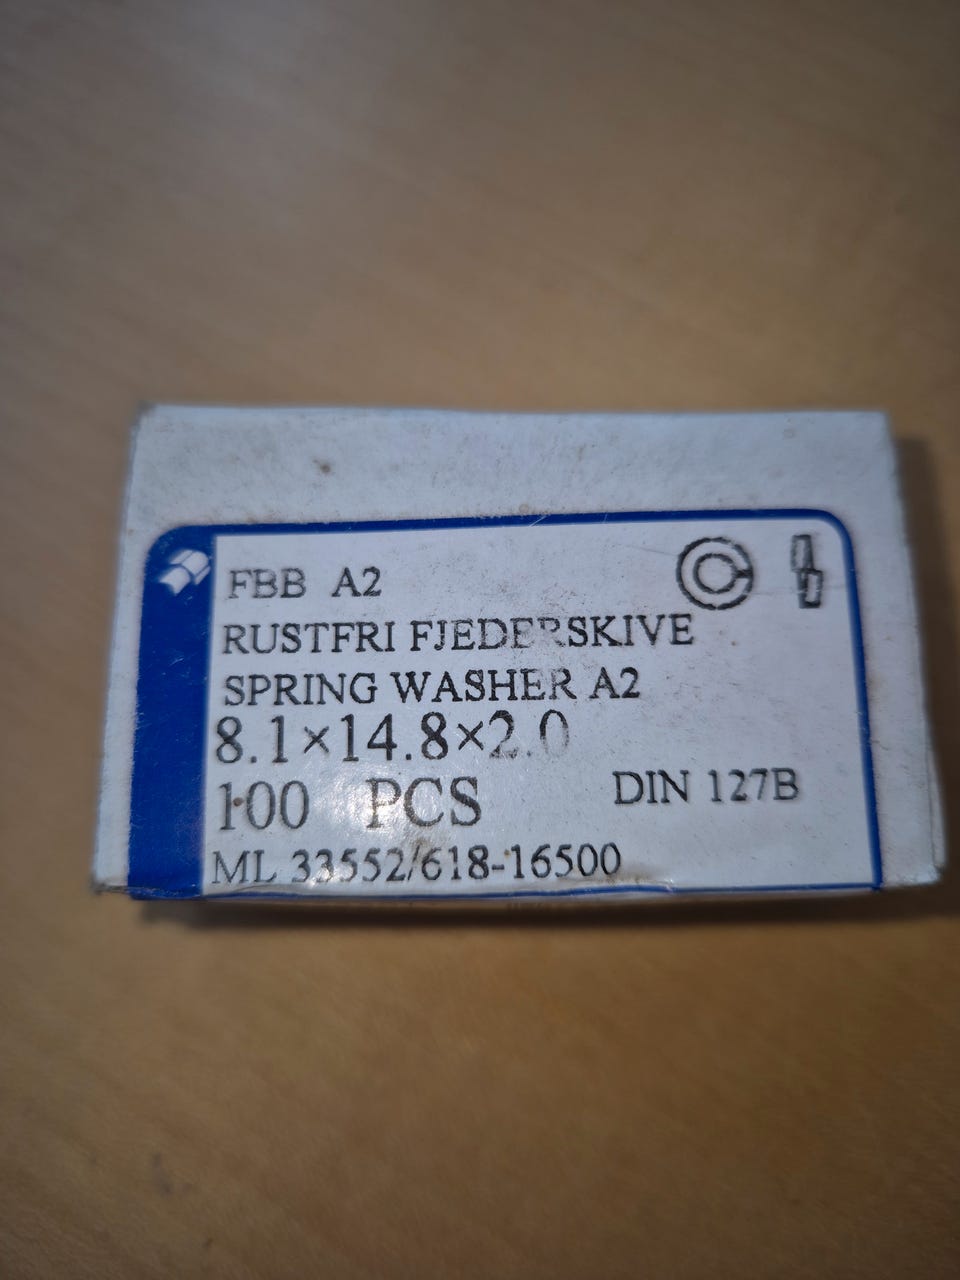 FBB A2
RUSTFRI FJEDERSKIVE
SPRING WASHER A2
8.1×14.8×2.0
100 PCS DIN 127B
ML 33552/618-16500